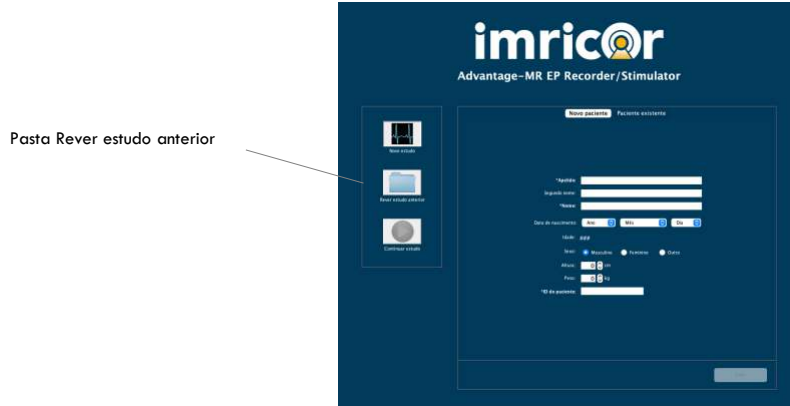 imricor
Advantage-MR EP Recorder/Stimulator
Pasta Rever estudo anterior
Novo estudo
Rever estudo anterior
Continuar estudo
Novo paciente Paciente existente
*Apelido:
Segundo nome:
*Nome:
Data de nascimento: Ano Mês Dia
Idade: ###
Sexo: Masculino Feminino Outro
Altura: 0 cm
Peso: 0 kg
*ID do paciente: